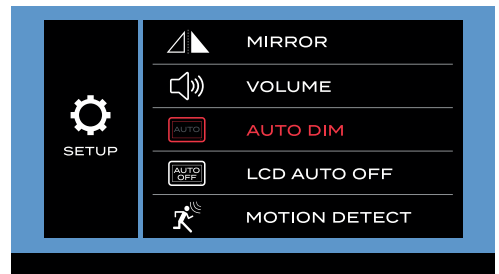 SETUP
MIRROR
VOLUME
AUTO
AUTO DIM
AUTO
OFF
LCD AUTO OFF
MOTION DETECT